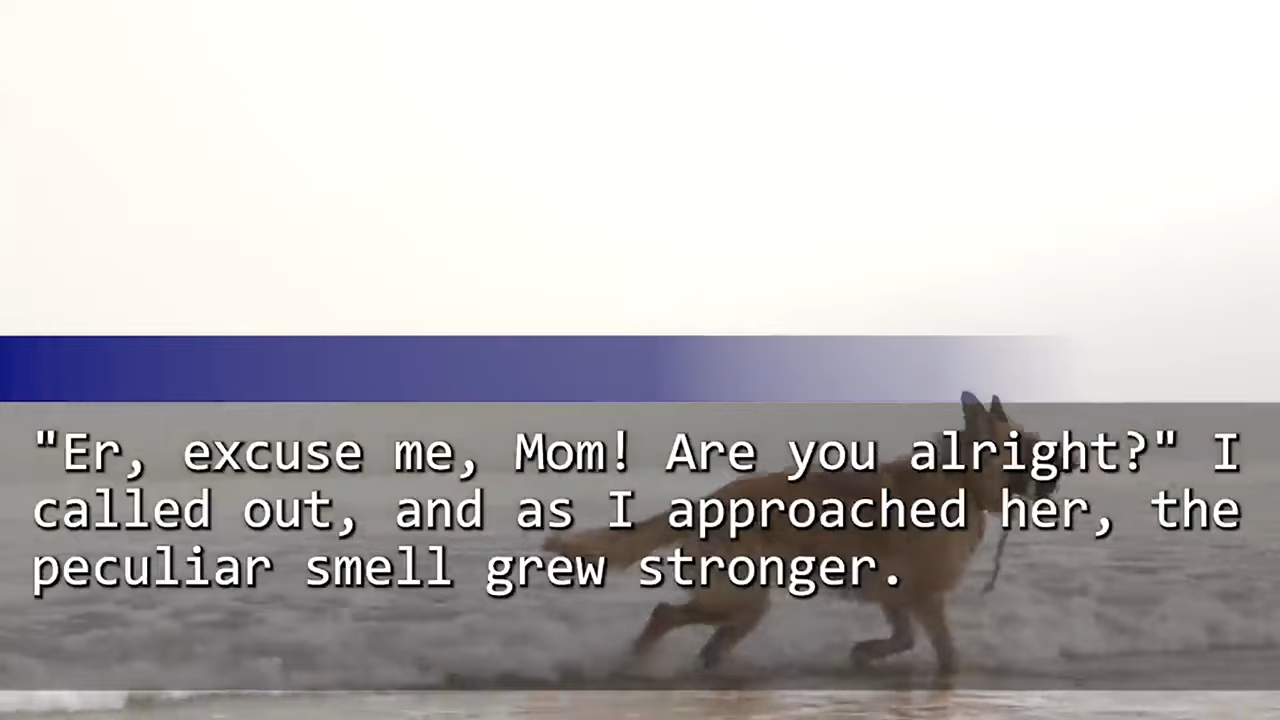 "Er, excuse me, Mom! Are you alright?" I
called out, and as I approached her, the
peculiar smell grew stronger.